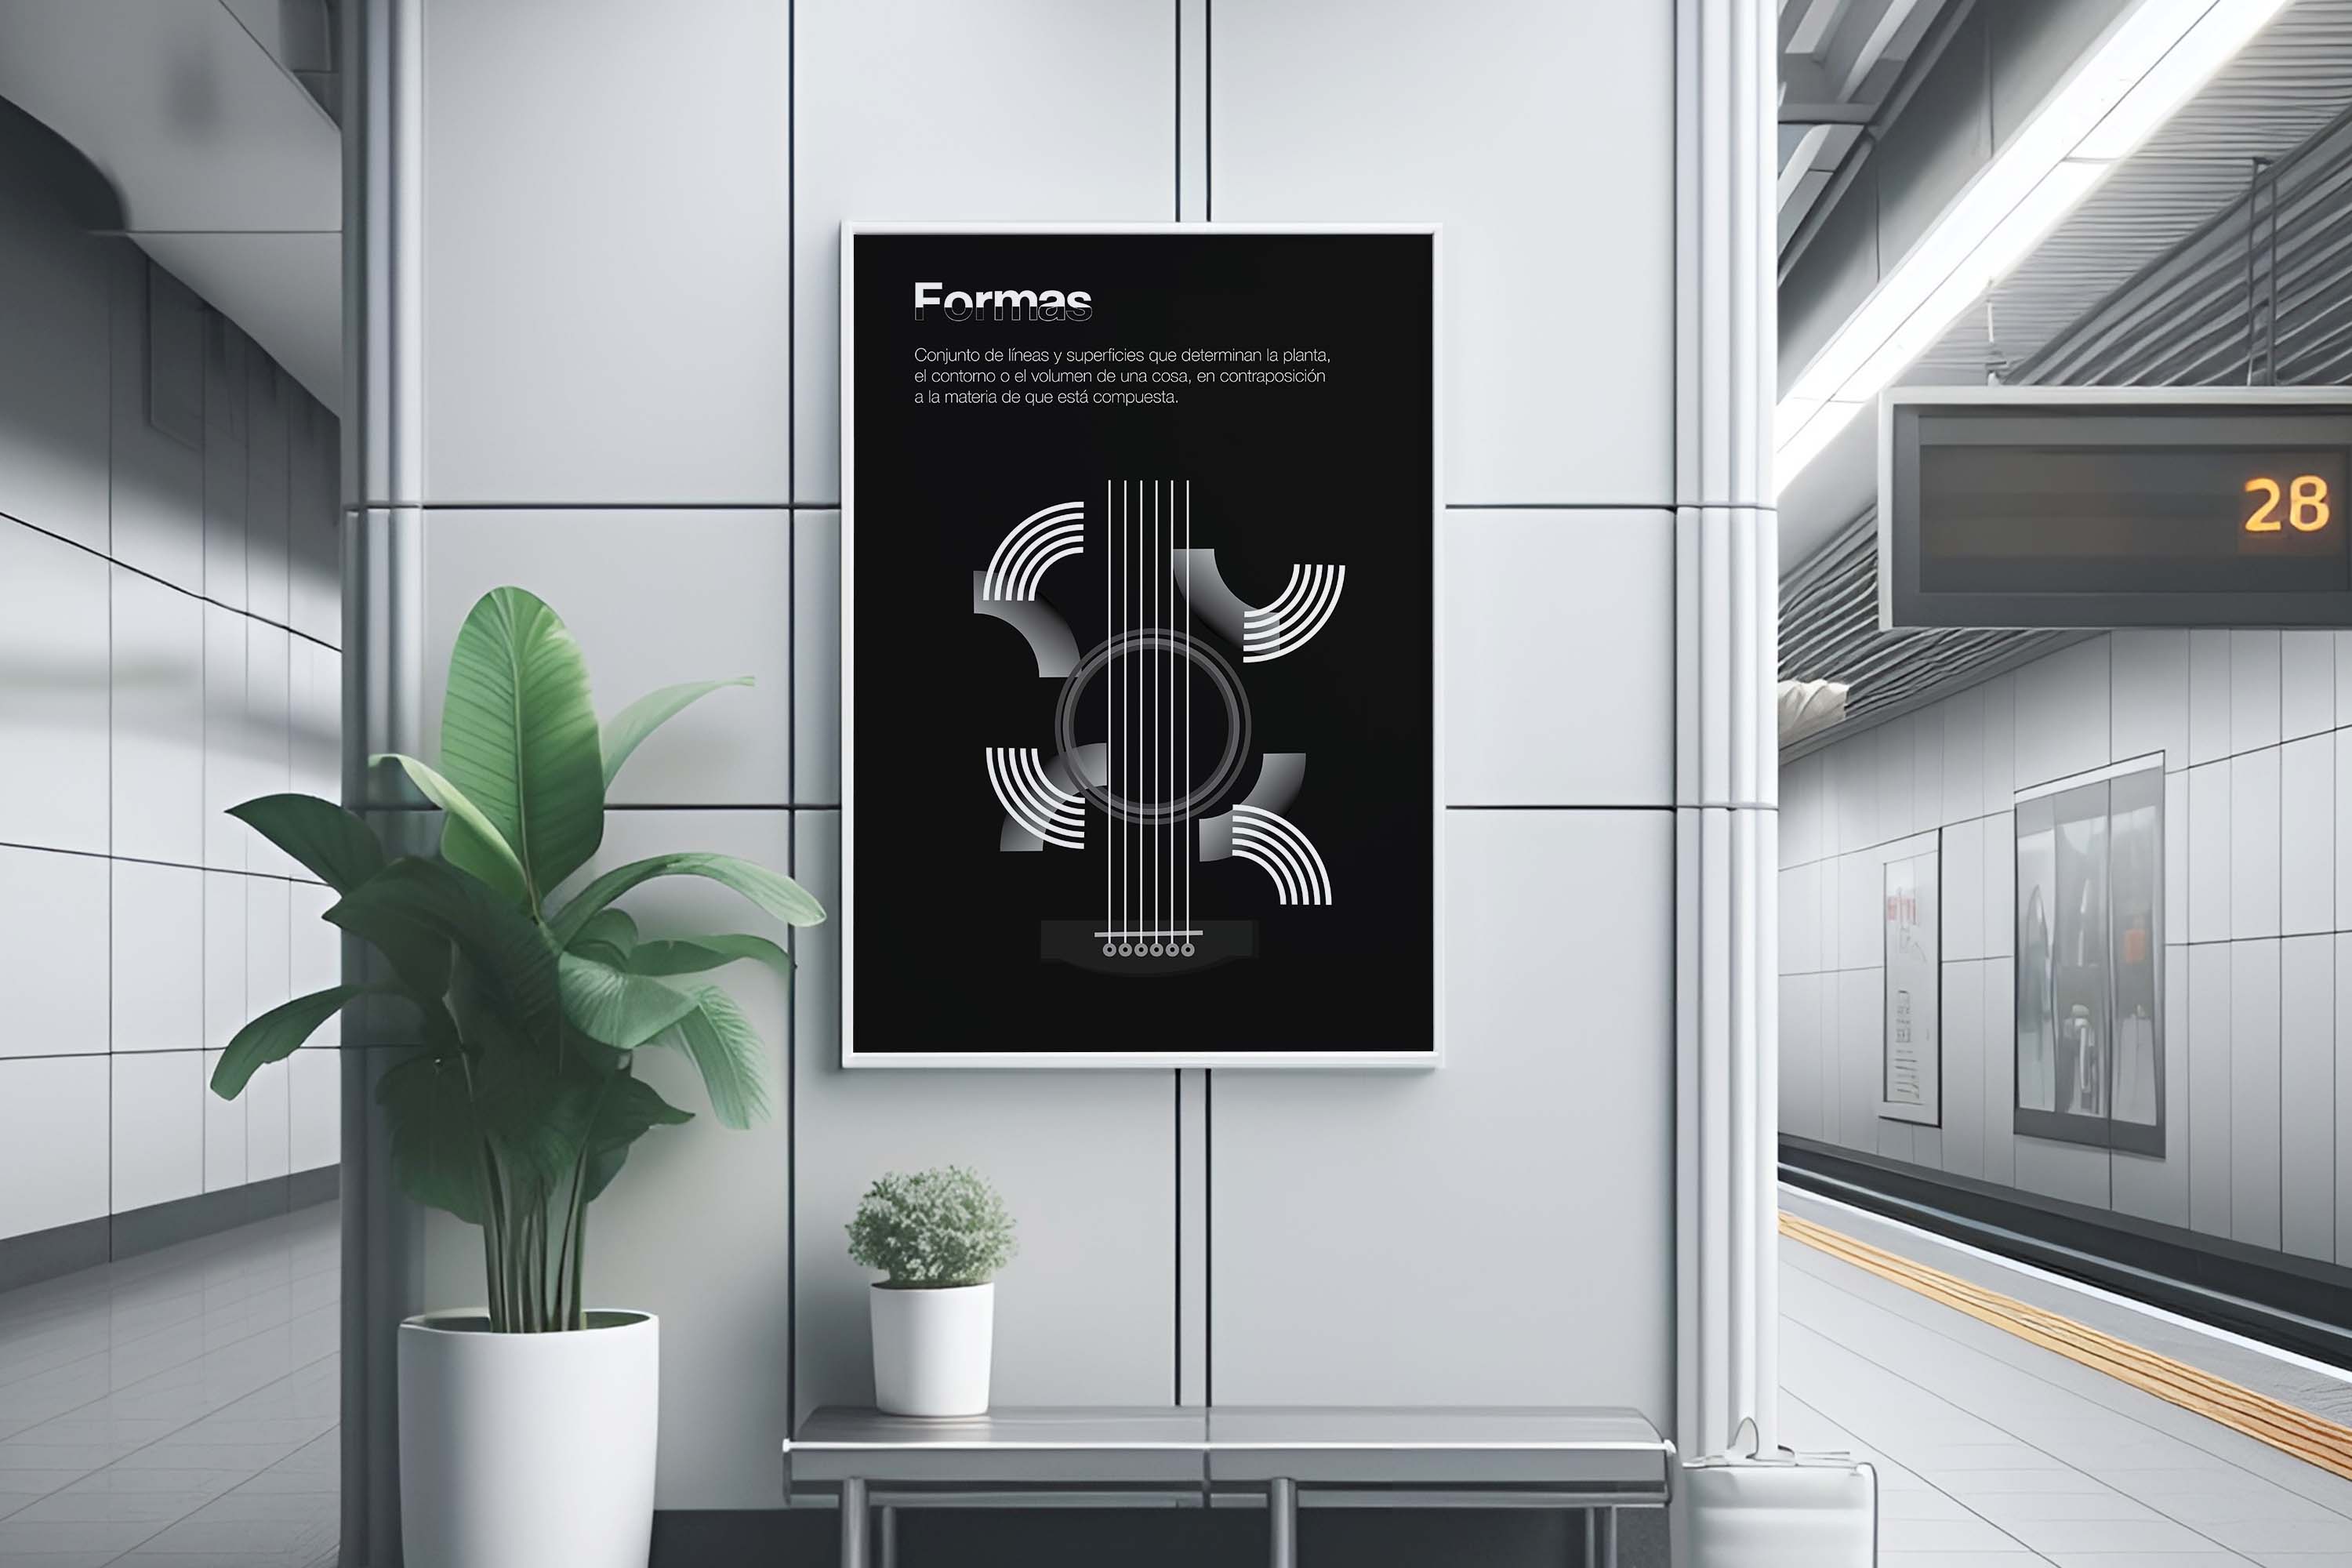 Formas
Conjunto de líneas y superficies que determinan la planta,
el contorno o el volumen de una cosa, en contraposición
a la materia de que está compuesta.
28